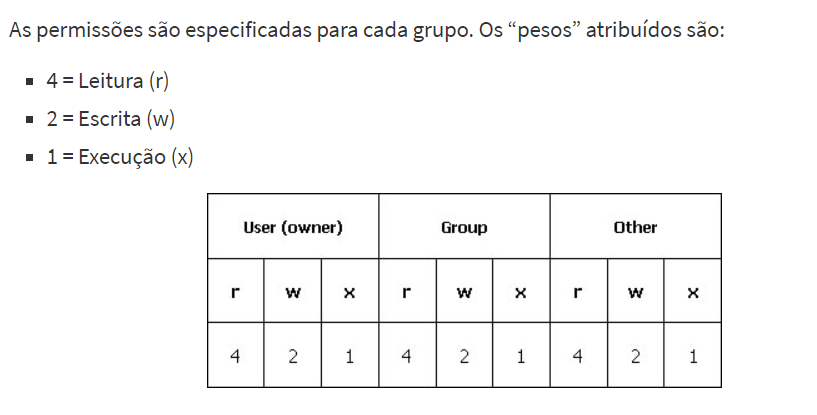 As permissões são especificadas para cada grupo. Os “pesos” atribuídos são:
▪ 4 = Leitura (r)
▪ 2 = Escrita (w)
▪ 1 = Execução (x)
User (owner) Group Other
r w x r w x r w x
4 2 1 4 2 1 4 2 1